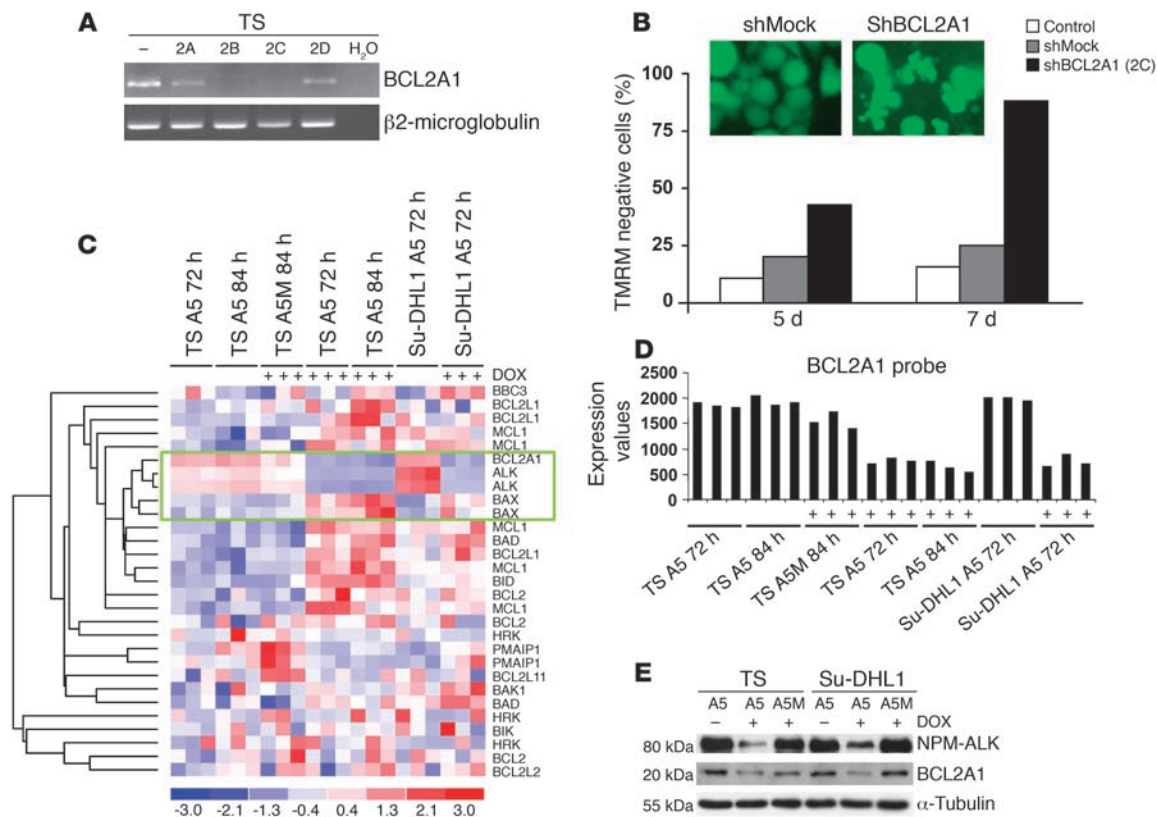 A
TS
– 2A 2B 2C 2D H2O
BCL2A1
β2-microglobulin
B
shMock ShBCL2A1
Control
shMock
shBCL2A1 (2C)
TMRM negative cells (%)
100
75
50
25
0
5 d 7 d
C
TS A5 72 h
TS A5 84 h
TS A5M 84 h
TS A5 72 h
TS A5 84 h
Su-DHL1 A5 72 h
Su-DHL1 A5 72 h
+ + + + + + + + + + + + DOX
BBC3
BCL2L1
BCL2L1
MCL1
MCL1
BCL2A1
ALK
ALK
BAX
BAX
MCL1
BAD
BCL2L1
MCL1
BID
BCL2
MCL1
BCL2
HRK
PMAIP1
PMAIP1
BCL2L11
BAK1
BAD
HRK
BIK
HRK
BCL2
BCL2L2
-3.0 -2.1 -1.3 -0.4 0.4 1.3 2.1 3.0
D
BCL2A1 probe
Expression
values
2500
2000
1500
1000
500
0
+ + + + + + + + + + + +
TS A5 72 h
TS A5 84 h
TS A5M 84 h
TS A5 72 h
TS A5 84 h
Su-DHL1 A5 72 h
Su-DHL1 A5 72 h
E
TS Su-DHL1
A5 A5 A5M A5 A5 A5M
– + + – + + DOX
80 kDa NPM-ALK
20 kDa BCL2A1
55 kDa α-Tubulin